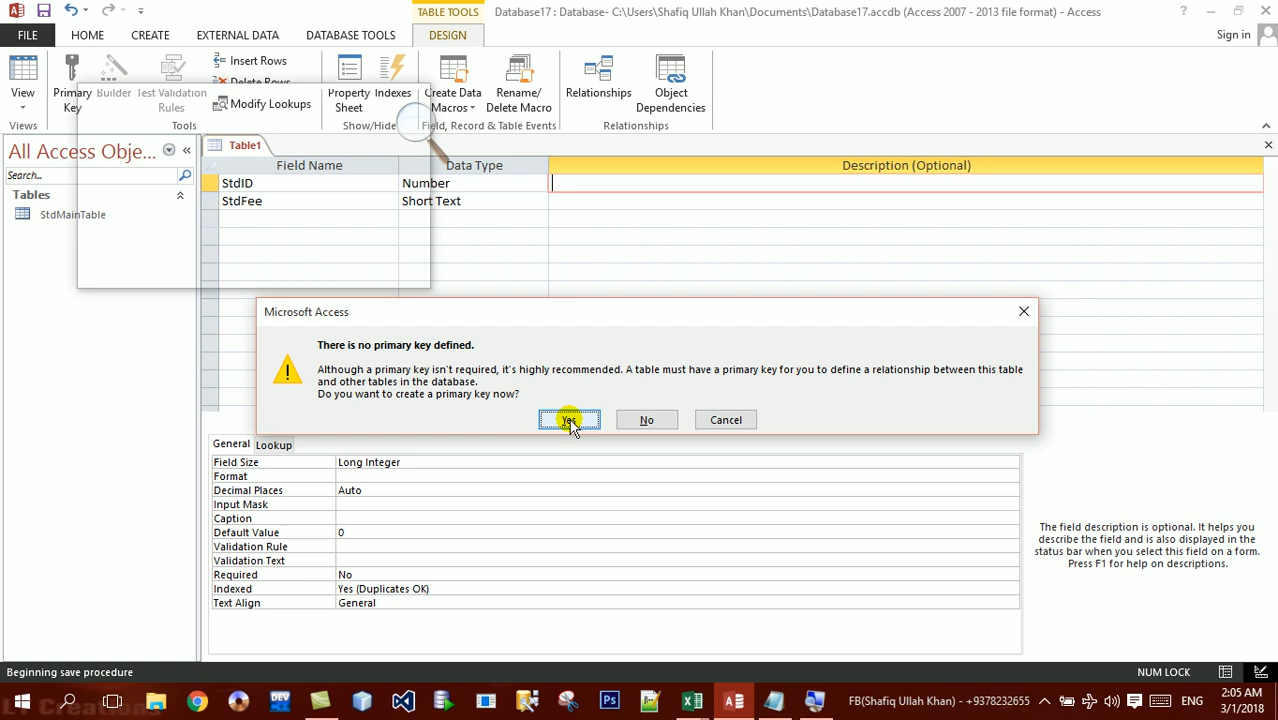 TABLE TOOLS
Database17 : Database- C:\Users\Shafiq Ullah Khan\Documents\Database17.accdb (Access 2007 - 2013 file format) - Access
FILE
HOME
CREATE
EXTERNAL DATA
DATABASE TOOLS
DESIGN
Sign in
View
Primary Key
Builder
Test Validation Rules
Insert Rows
Delete Rows
Modify Lookups
Property Sheet
Indexes
Create Data Macros
Rename/ Delete Macro
Relationships
Object Dependencies
Views
Tools
Show/Hide
Field, Record & Table Events
Relationships
All Access Obje...
Search...
Tables
StdMainTable
Table1
Field Name Data Type Description (Optional)
StdID Number
StdFee Short Text
Microsoft Access
There is no primary key defined.
Although a primary key isn't required, it's highly recommended. A table must have a primary key for you to define a relationship between this table
and other tables in the database.
Do you want to create a primary key now?
Yes No Cancel
General Lookup
Field Size Long Integer
Format
Decimal Places Auto
Input Mask
Caption
Default Value 0
Validation Rule
Validation Text
Required No
Indexed Yes (Duplicates OK)
Text Align General
The field description is optional. It helps you
describe the field and is also displayed in the
status bar when you select this field on a form.
Press F1 for help on descriptions.
Beginning save procedure
NUM LOCK
DEV
Ps
FB(Shafiq Ullah Khan) - +9378232655
ENG
2:05 AM
3/1/2018
LT Creations